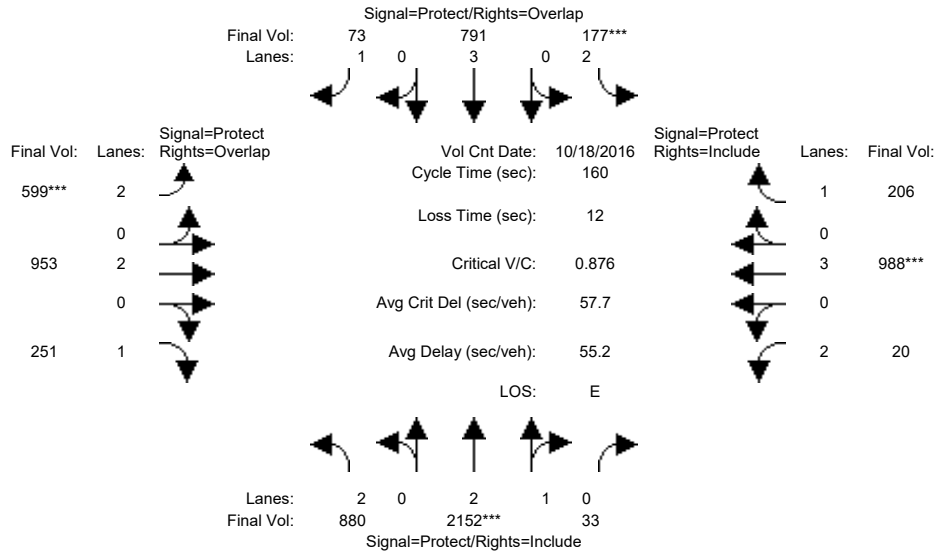 Signal=Protect/Rights=Overlap
Final Vol: 73 791 177***
Lanes: 1 0 3 0 2
Signal=Protect
Final Vol: Lanes: Rights=Overlap
Vol Cnt Date: 10/18/2016
Signal=Protect
Rights=Include Lanes: Final Vol:
Cycle Time (sec): 160
599*** 2
1 206
Loss Time (sec): 12
0
0
953 2
Critical V/C: 0.876
3 988***
0
Avg Crit Del (sec/veh): 57.7
0
251 1
Avg Delay (sec/veh): 55.2
2 20
LOS: E
Lanes: 2 0 2 1 0
Final Vol: 880 2152*** 33
Signal=Protect/Rights=Include